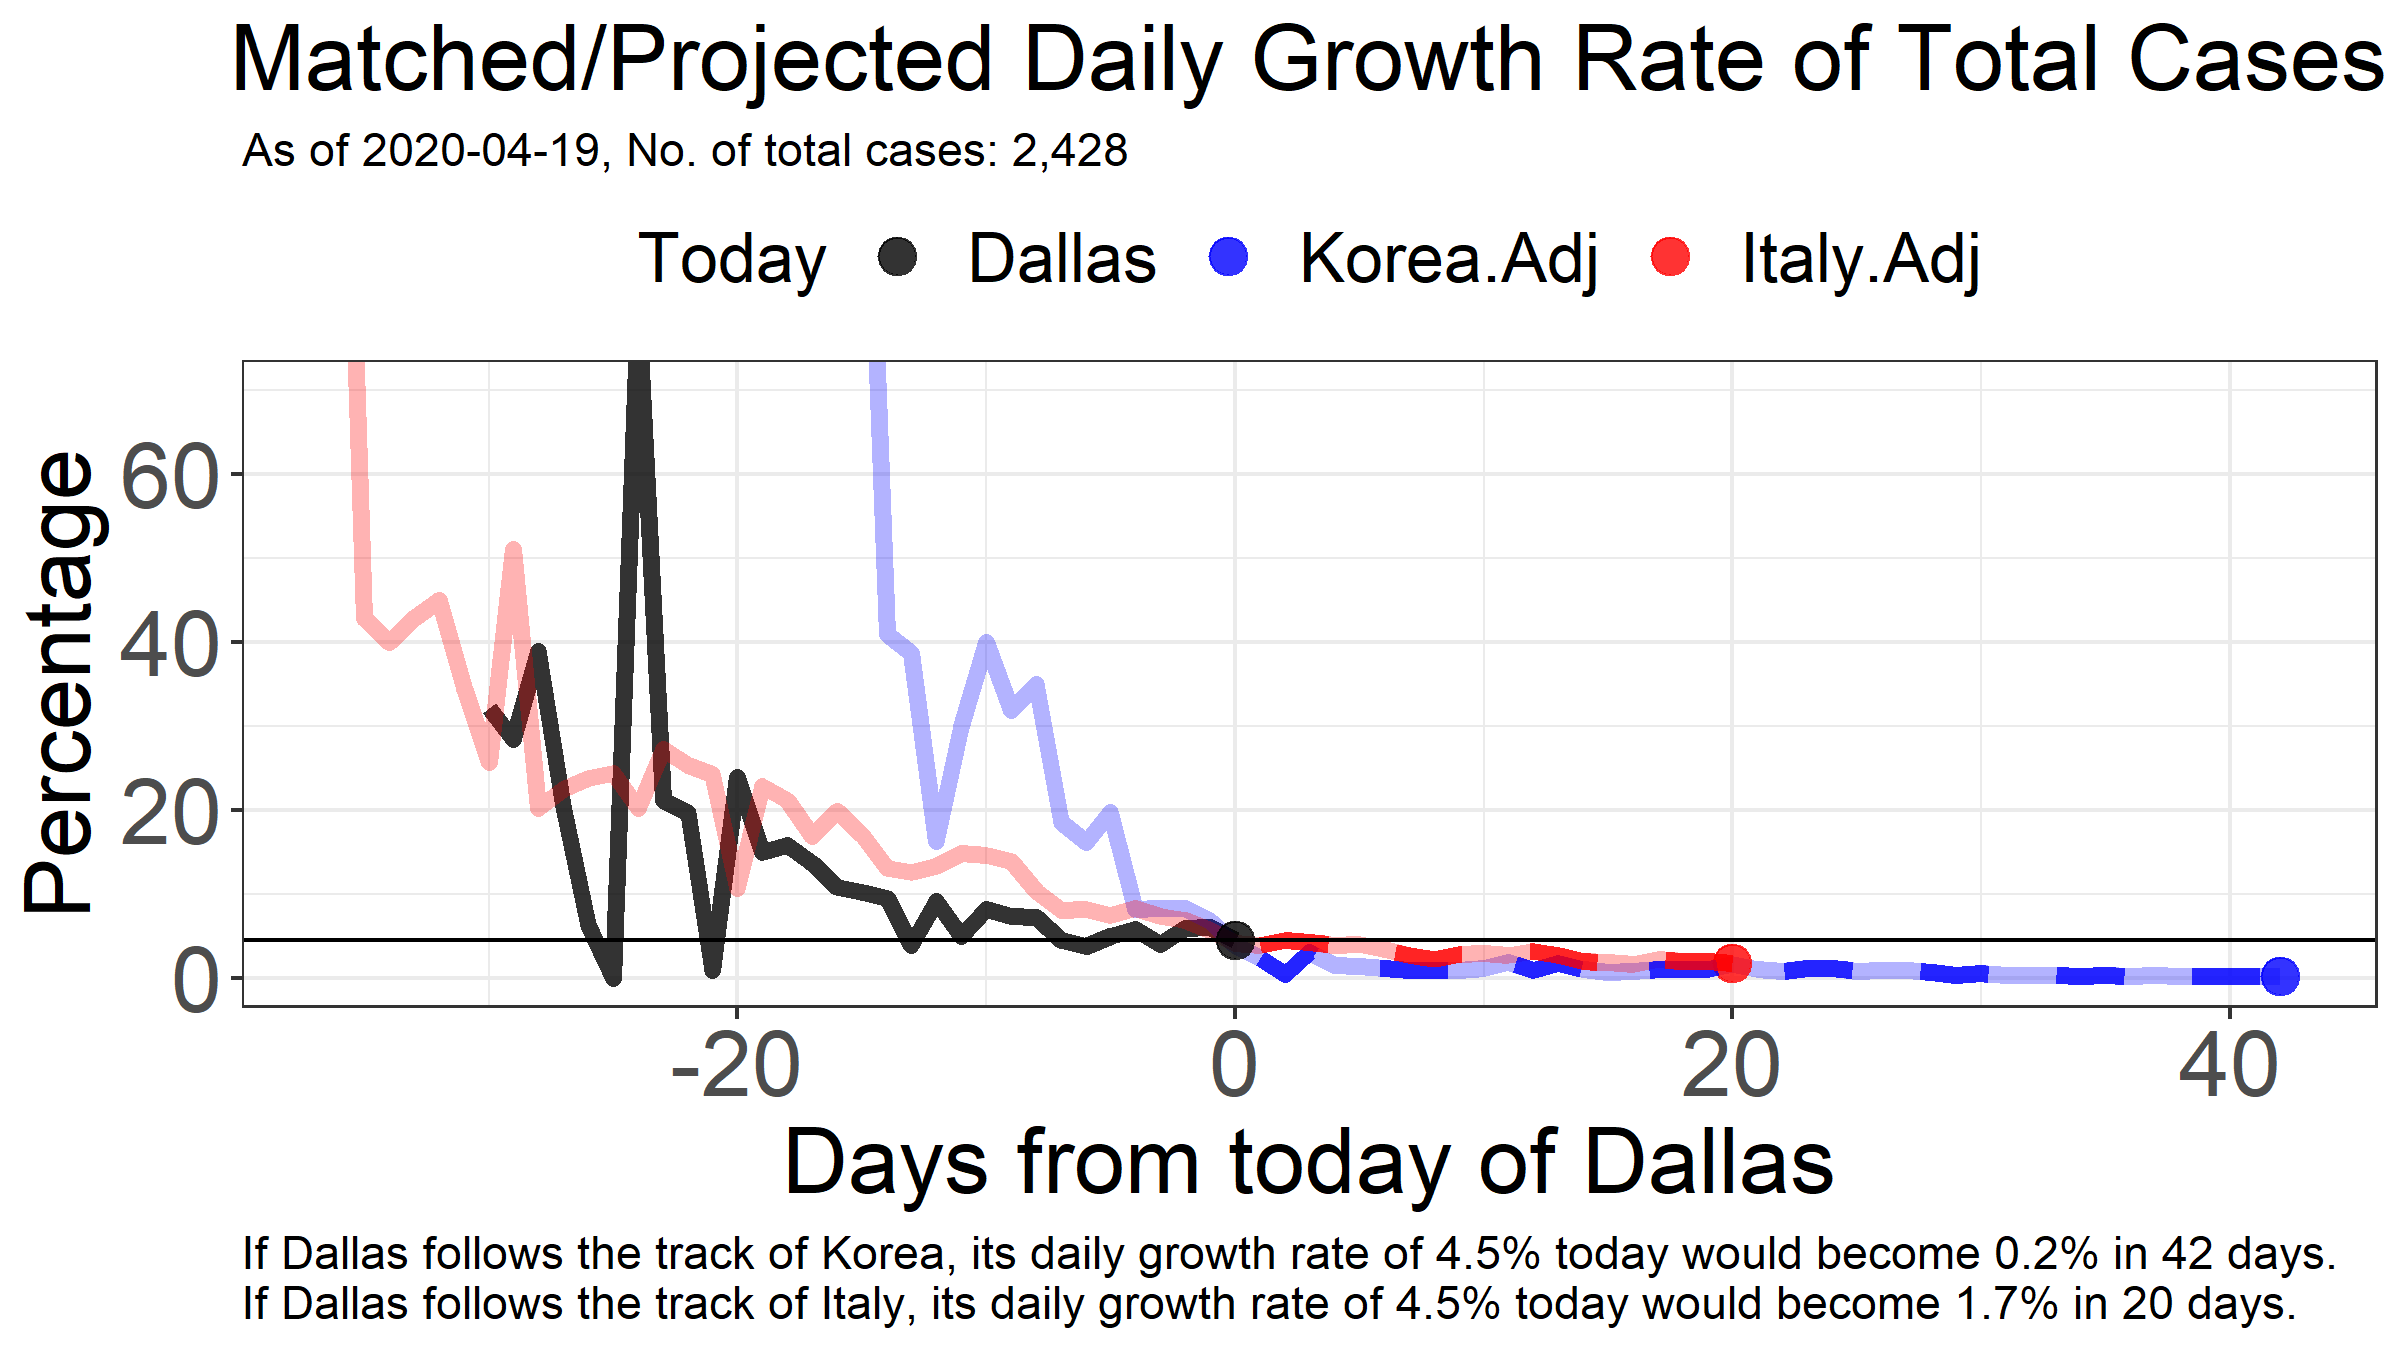 Matched/Projected Daily Growth Rate of Total Cases
As of 2020-04-19, No. of total cases: 2,428
Today Dallas Korea.Adj Italy.Adj
Percentage
60
40
20
0
-20 0 20 40
Days from today of Dallas
If Dallas follows the track of Korea, its daily growth rate of 4.5% today would become 0.2% in 42 days.
If Dallas follows the track of Italy, its daily growth rate of 4.5% today would become 1.7% in 20 days.